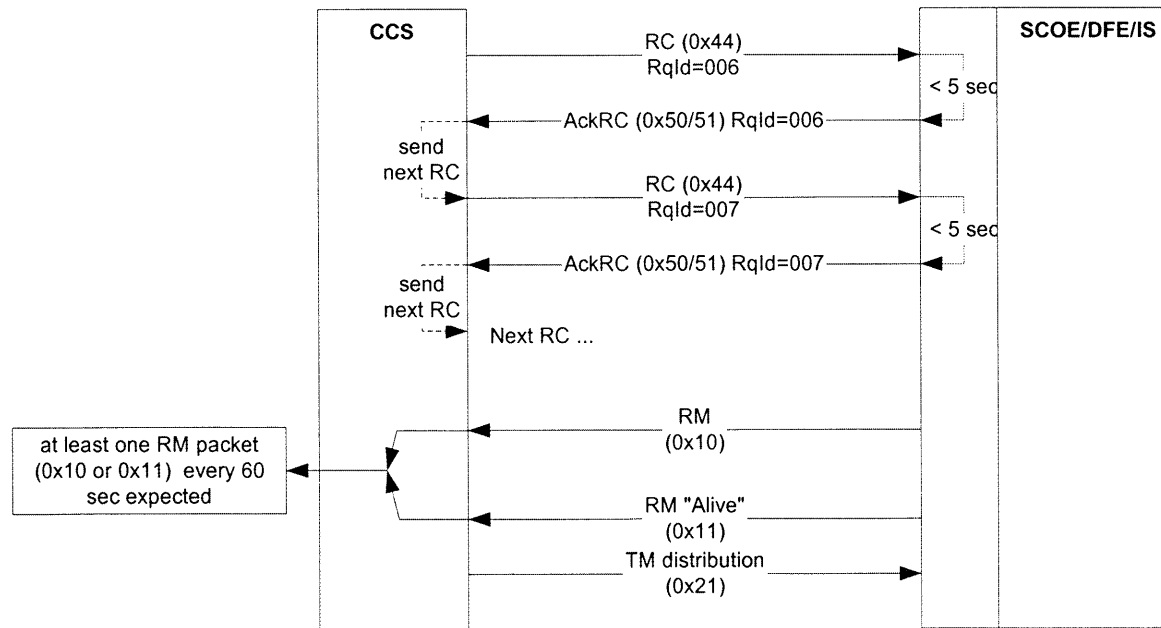 CCS
SCOE/DFE/IS
RC (0x44)
RqId=006
< 5 sec
AckRC (0x50/51) RqId=006
send
next RC
RC (0x44)
RqId=007
< 5 sec
AckRC (0x50/51) RqId=007
send
next RC
Next RC ...
RM
(0x10)
at least one RM packet
(0x10 or 0x11) every 60
sec expected
RM "Alive"
(0x11)
TM distribution
(0x21)